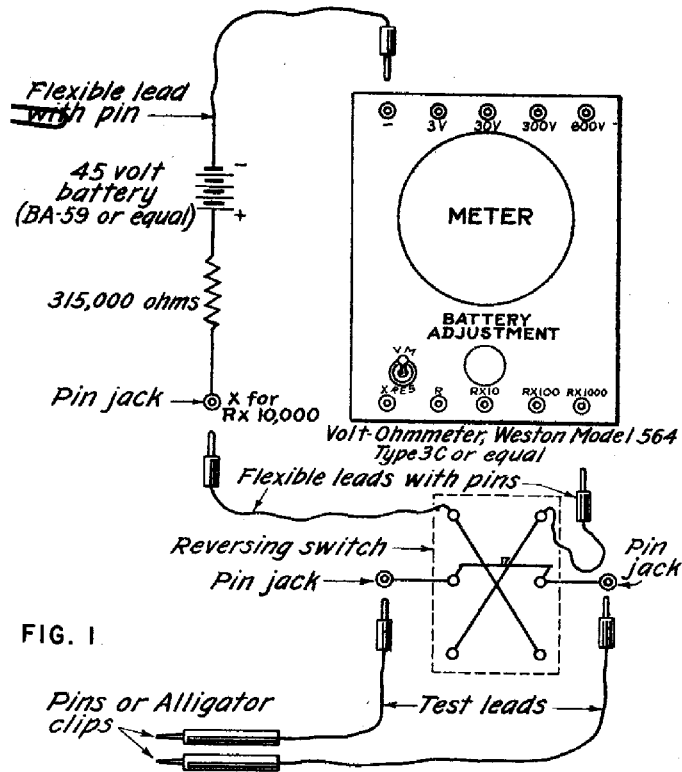 Flexible lead
with pin
45 volt
battery
(BA-59 or equal)
-
+
315,000 ohms
Pin jack
X for
Rx 10,000
-
3V
30V
300V
600V
METER
BATTERY
ADJUSTMENT
VM
X RES
R
RX10
RX100
RX1000
Volt-Ohmmeter, Weston Model 564
Type 3C or equal
Flexible leads with pins
Reversing switch
Pin jack
Pin
jack
FIG. 1
Pins or Alligator
clips
Test leads